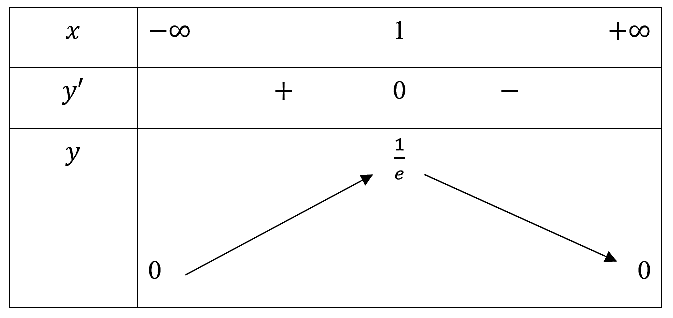 x −∞ 1 +∞
y′ + 0 −
y 1/e
0 0